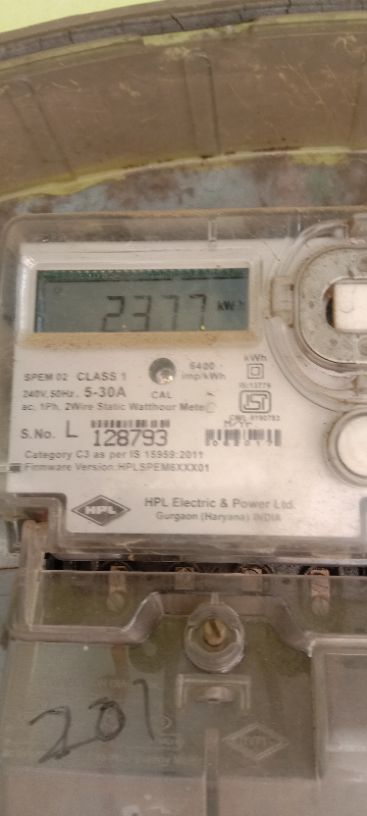 2377 kWh
SPEM 02 CLASS 1
240V, 50Hz, 5-30A CAL
6400 imp/kWh
kWh
IS:13779
ac, 1Ph, 2Wire Static Watthour Meter
S.No. L 128793
Category C3 as per IS 15959:2011
Firmware Version:HPLSPEM6XXX01
HPL
HPL Electric & Power Ltd.
Gurgaon (Haryana) INDIA
201